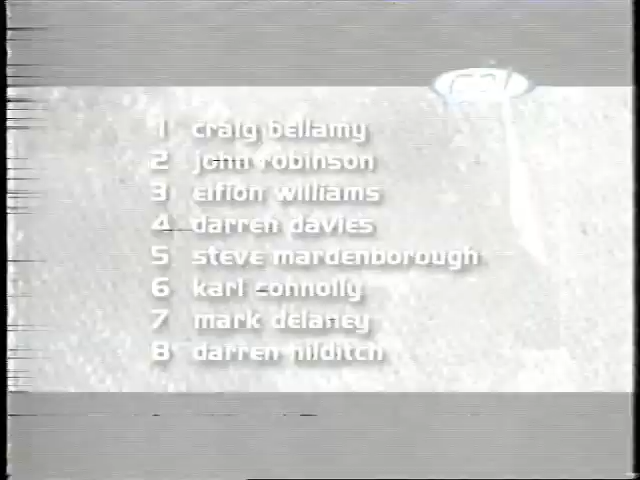 1 craig bellamy
2 john robinson
3 eifion williams
4 darren davies
5 steve mardenborough
6 karl connolly
7 mark delaney
8 darren hilditch